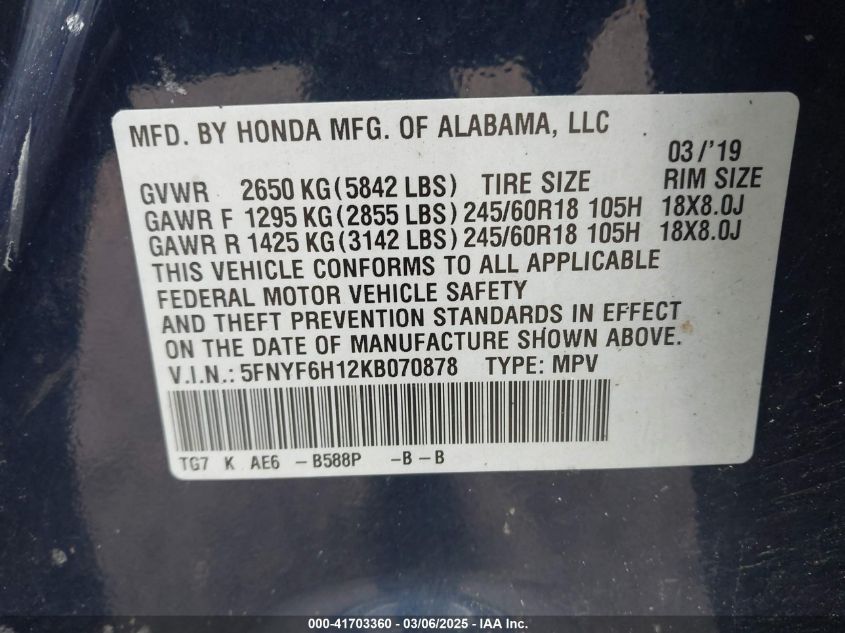 MFD. BY HONDA MFG. OF ALABAMA, LLC
03/'19
GVWR 2650 KG(5842 LBS) TIRE SIZE RIM SIZE
GAWR F 1295 KG(2855 LBS) 245/60R18 105H 18X8.0J
GAWR R 1425 KG(3142 LBS) 245/60R18 105H 18X8.0J
THIS VEHICLE CONFORMS TO ALL APPLICABLE
FEDERAL MOTOR VEHICLE SAFETY
AND THEFT PREVENTION STANDARDS IN EFFECT
ON THE DATE OF MANUFACTURE SHOWN ABOVE.
V.I.N.: 5FNYF6H12KB070878 TYPE: MPV
TG7 K AE6 -B588P -B-B
000-41703360 | 03/06/2025 - IAA Inc.